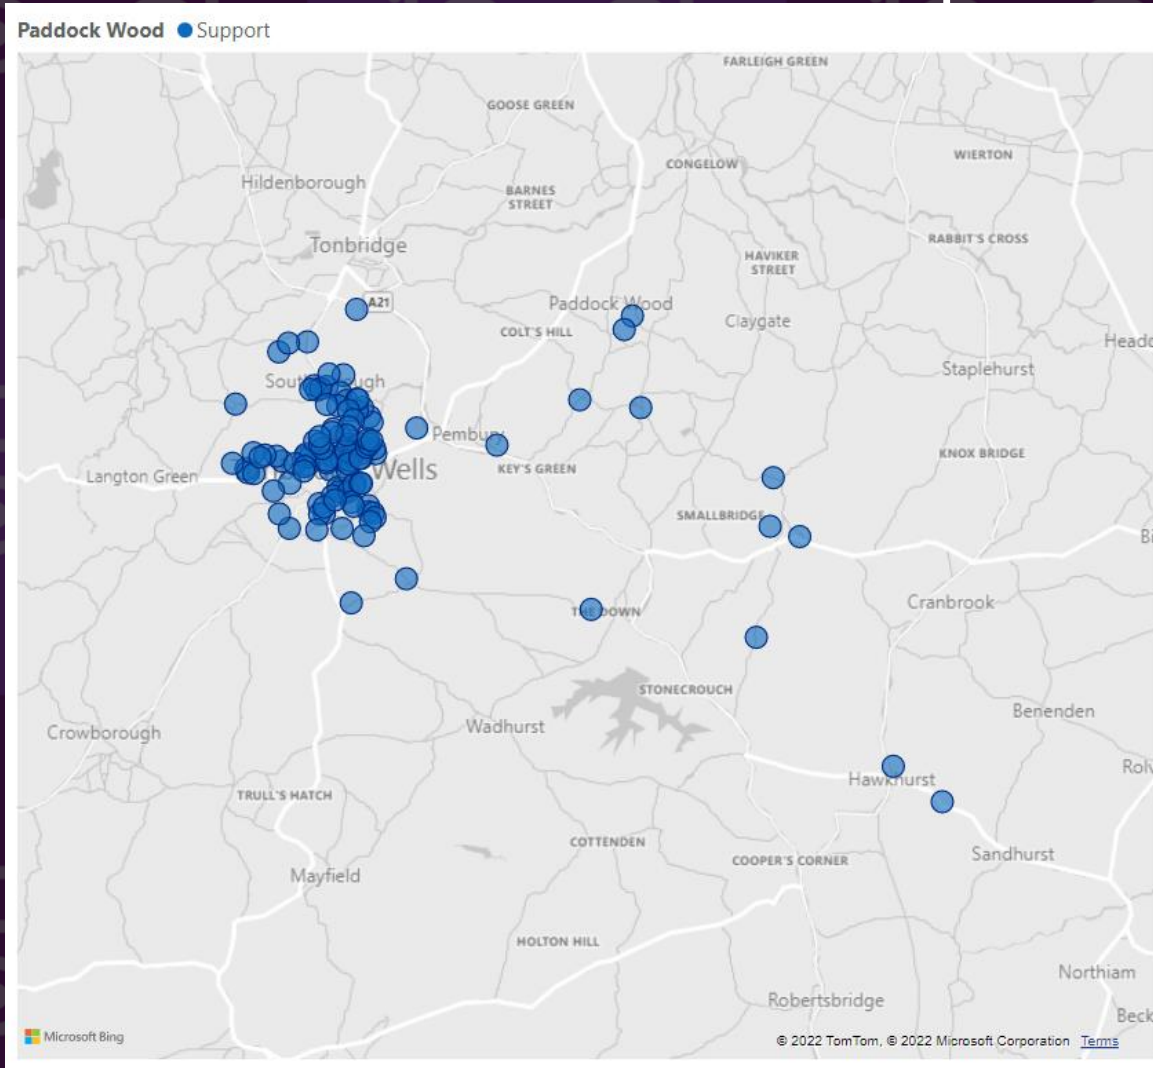 Paddock Wood Support
FARLEIGH GREEN
GOOSE GREEN
WIERTON
CONGELOW
Hildenborough
BARNES
STREET
RABBIT'S CROSS
Tonbridge
HAVIKER
STREET
A21
Paddock Wood
Claygate
COLT'S HILL
Staplehurst
Pembury
KNOX BRIDGE
Langton Green
Wells
KEY'S GREEN
SMALLBRIDGE
Cranbrook
THE DOWN
STONECROUCH
Benenden
Wadhurst
Crowborough
Hawkhurst
TRULL'S HATCH
COTTENDEN
COOPER'S CORNER
Sandhurst
Mayfield
HOLTON HILL
Northiam
Robertsbridge
Microsoft Bing
© 2022 TomTom, © 2022 Microsoft Corporation Terms